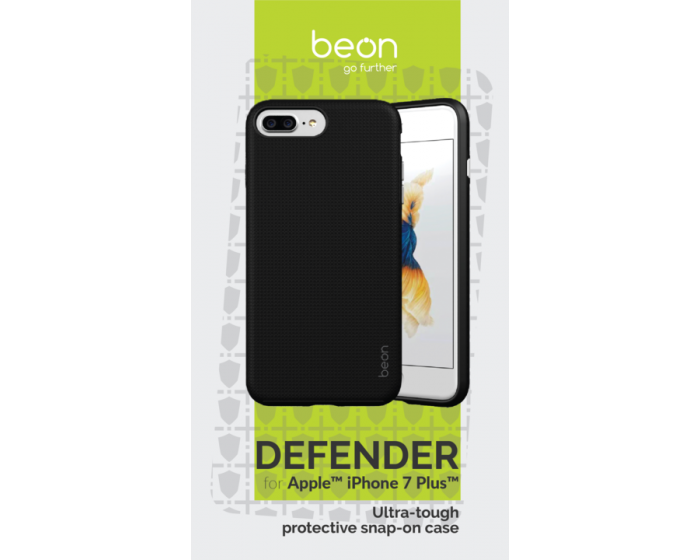 beon
go further
beon
DEFENDER
for Apple™ iPhone 7 Plus™
Ultra-tough
protective snap-on case